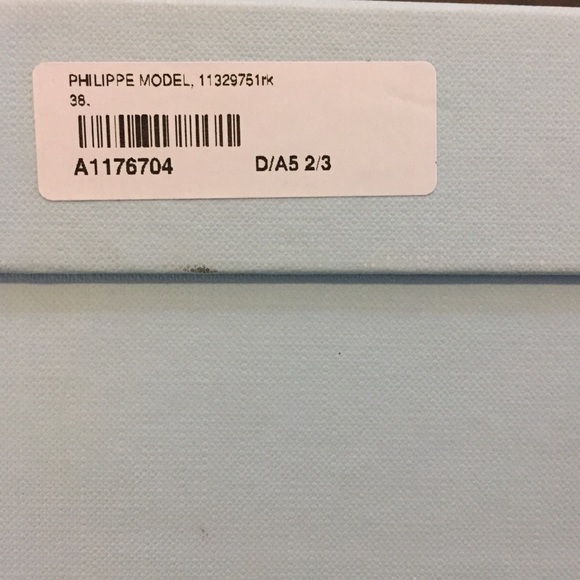 PHILIPPE MODEL, 11329751rk
38.
A1176704 D/A5 2/3